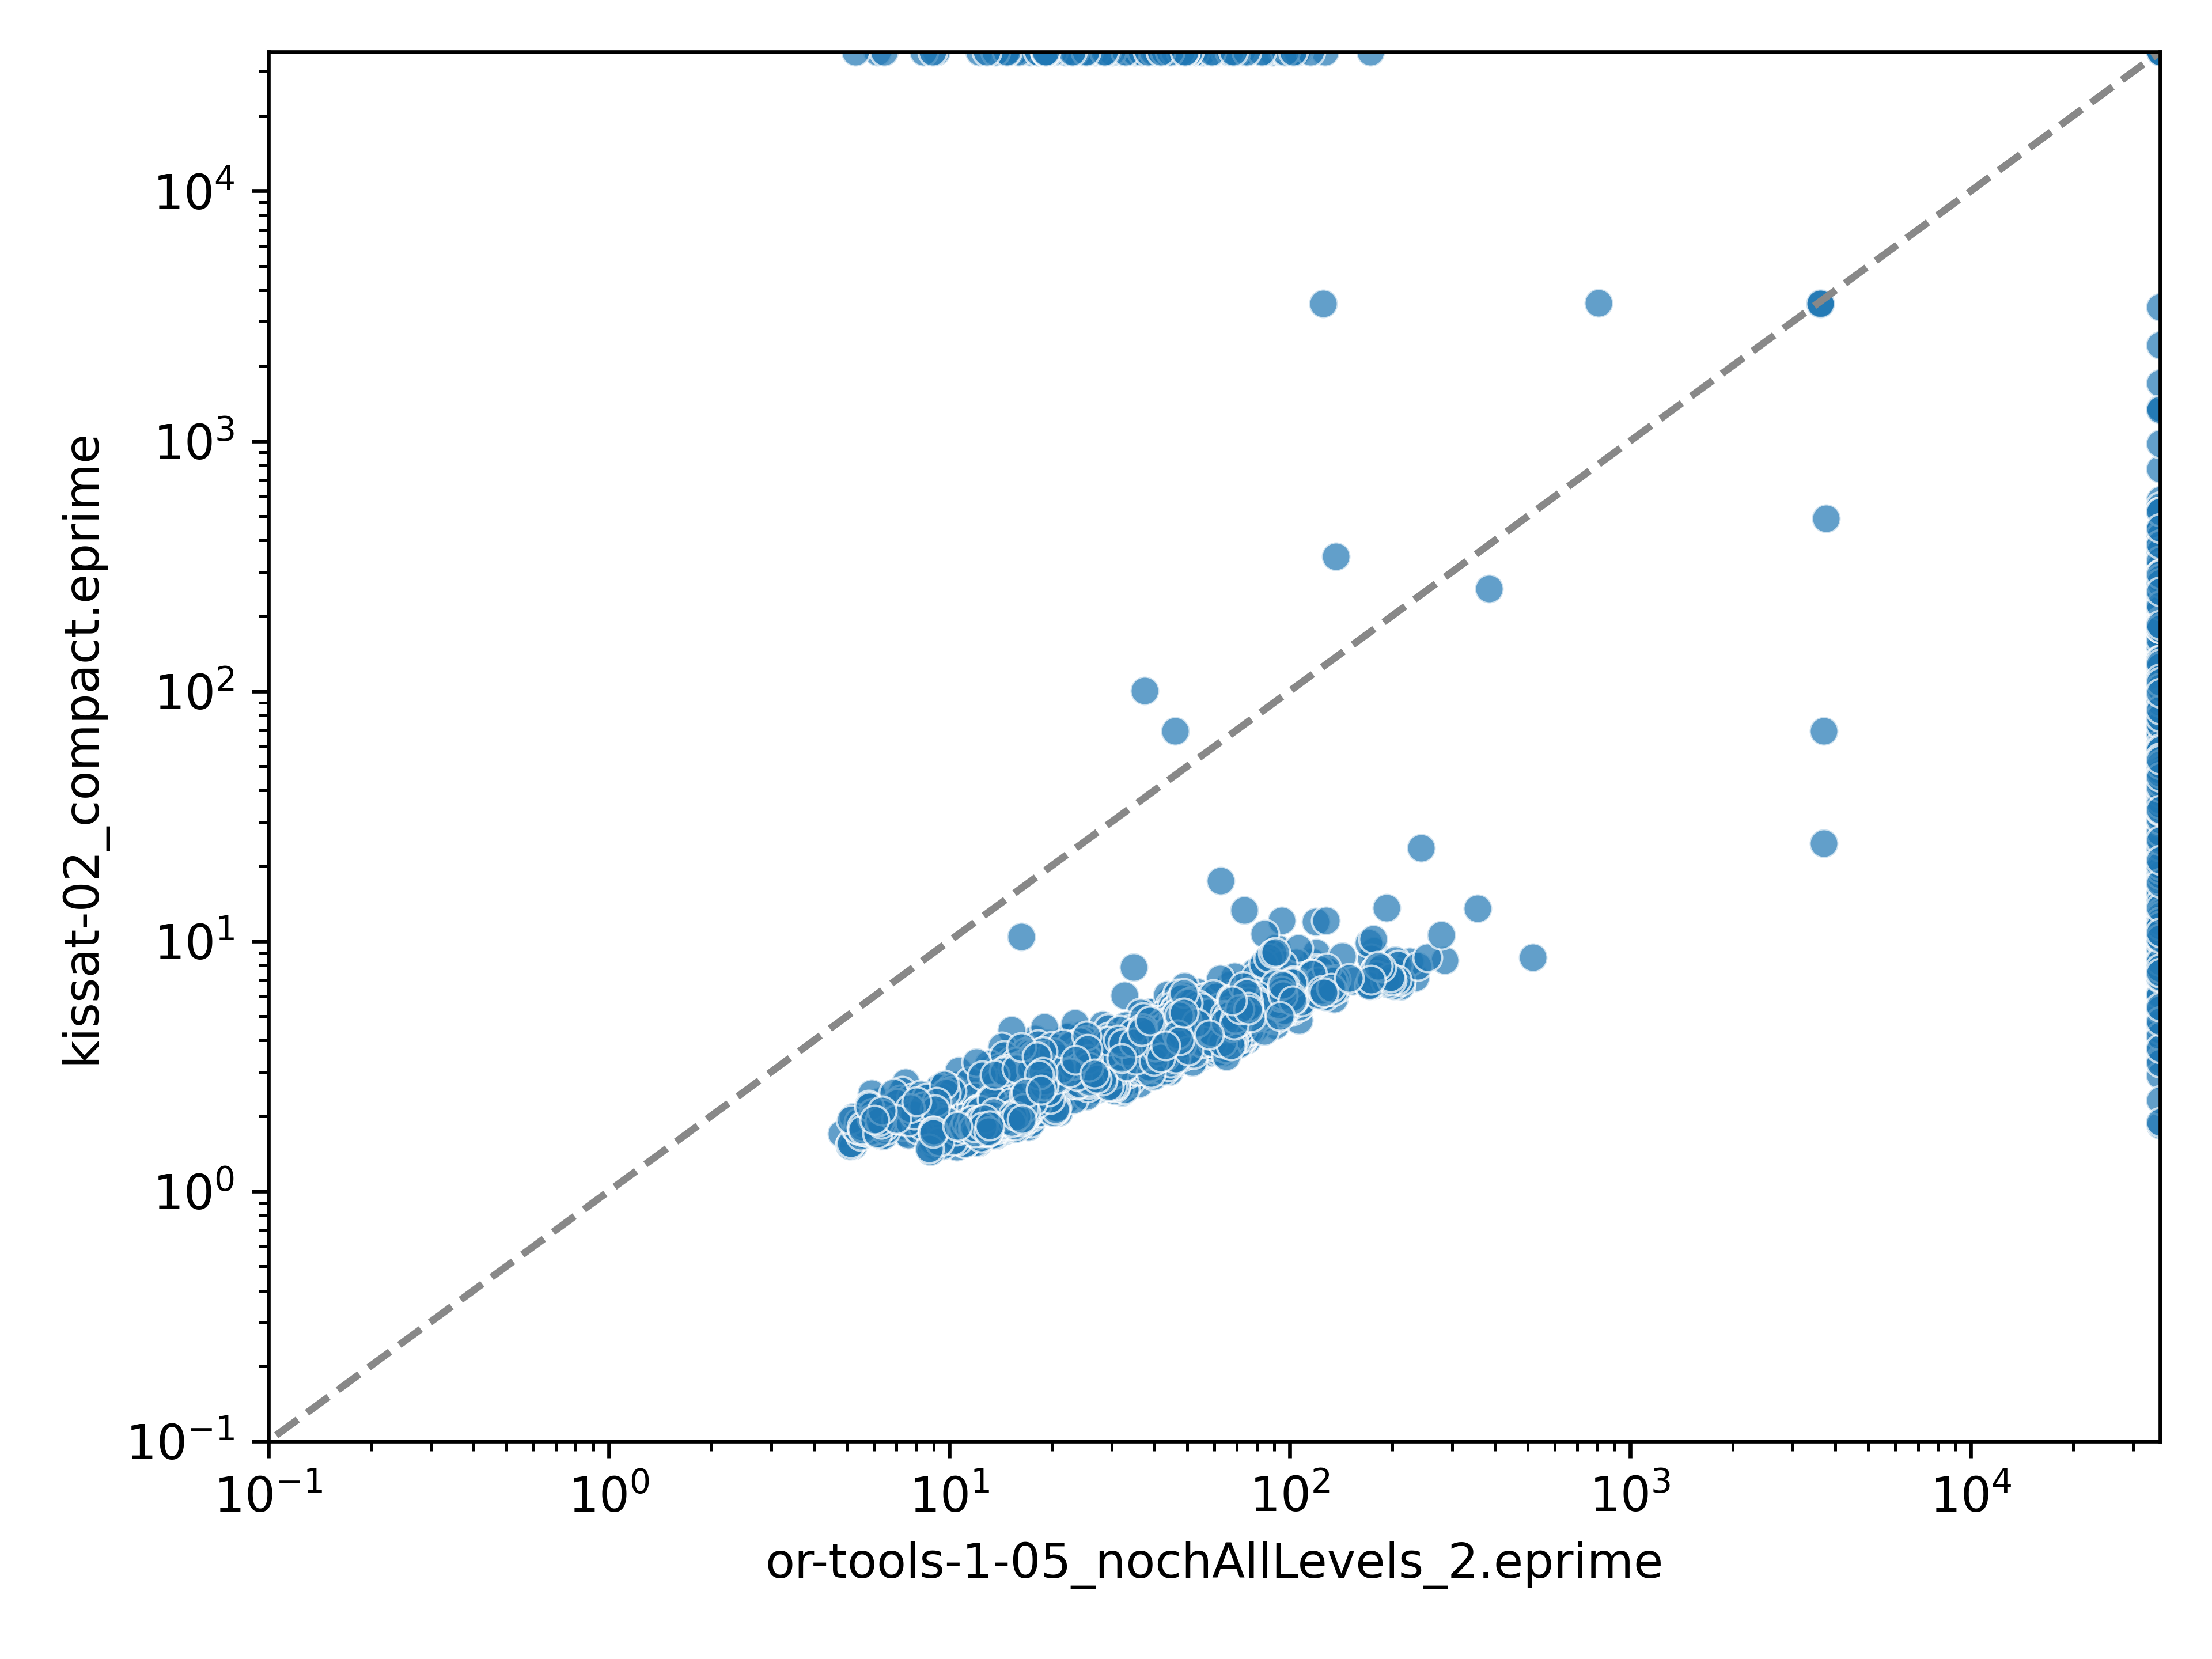 10⁴
10³
10²
10¹
10⁰
10⁻¹
kissat-02_compact.eprime
10⁻¹ 10⁰ 10¹ 10² 10³ 10⁴
or-tools-1-05_nochAllLevels_2.eprime